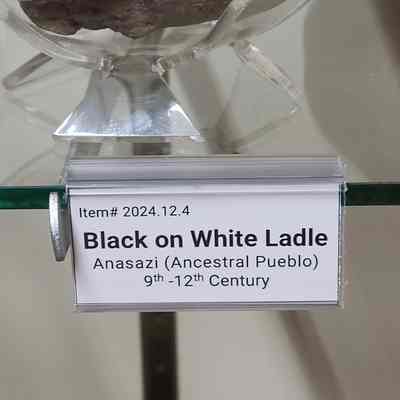 Item# 2024.12.4
Black on White Ladle
Anasazi (Ancestral Pueblo)
9th -12th Century